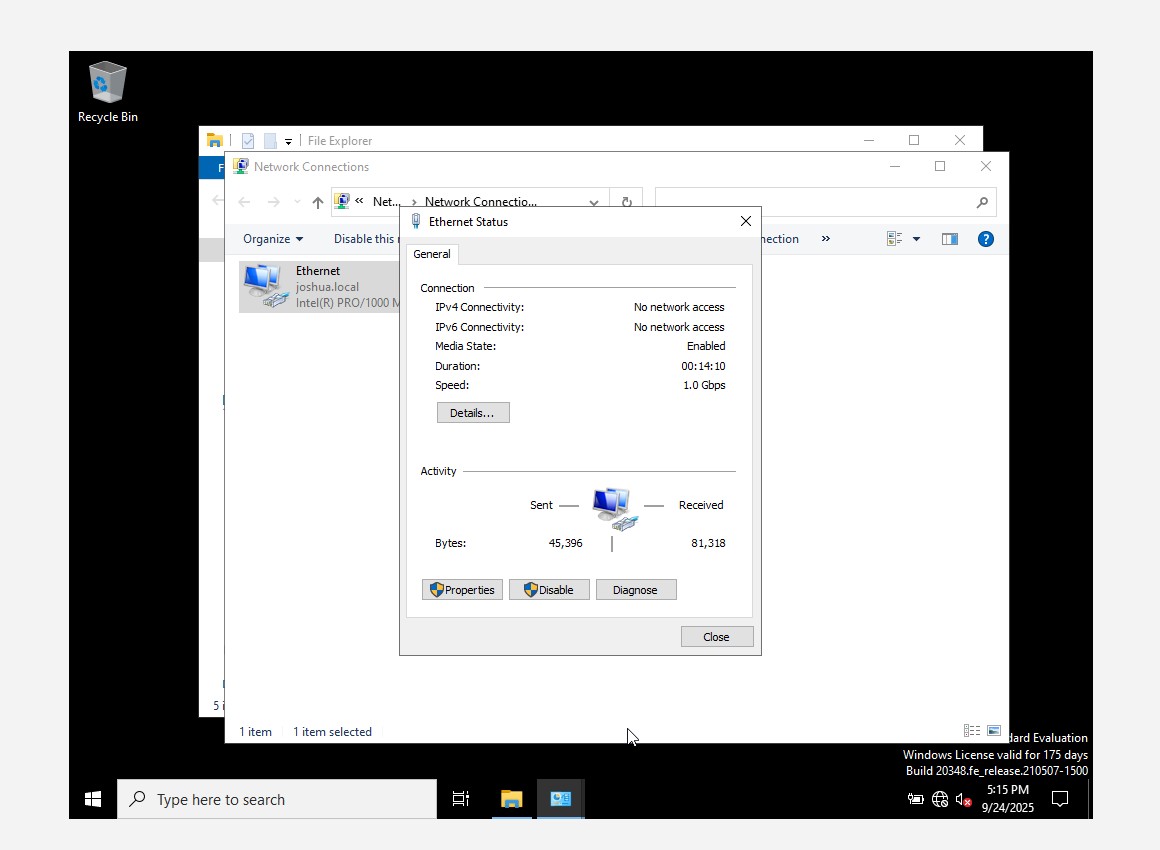 Recycle Bin
File Explorer
F
Network Connections
« Net... › Network Connectio...
Organize
Disable this
nection
»
Ethernet
joshua.local
Intel(R) PRO/1000 M
Ethernet Status
General
Connection
IPv4 Connectivity: No network access
IPv6 Connectivity: No network access
Media State: Enabled
Duration: 00:14:10
Speed: 1.0 Gbps
Details...
Activity
Sent
Received
Bytes: 45,396 81,318
Properties
Disable
Diagnose
Close
5 i
1 item 1 item selected
dard Evaluation
Windows License valid for 175 days
Build 20348.fe_release.210507-1500
Type here to search
5:15 PM
9/24/2025